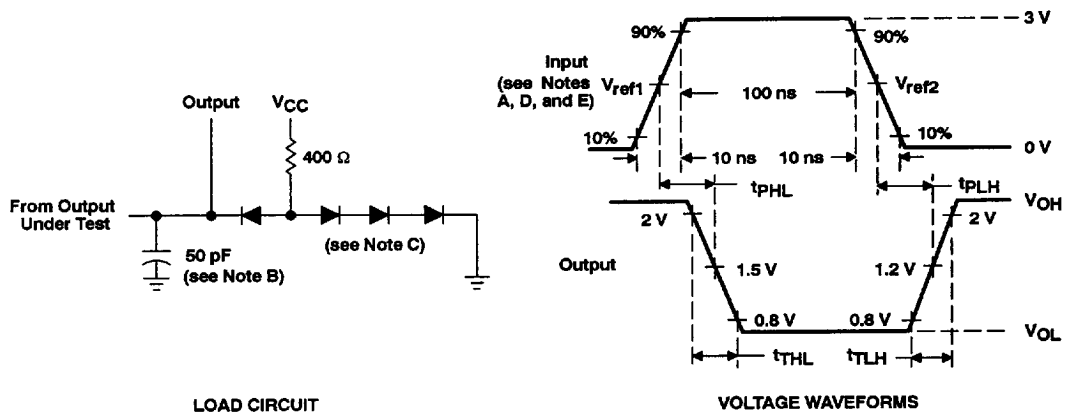 Output
VCC
400 Ω
From Output
Under Test
50 pF
(see Note B)
(see Note C)
LOAD CIRCUIT
Input
(see Notes
A, D, and E)
90%
Vref1
10%
100 ns
90%
Vref2
10%
3 V
0 V
10 ns
10 ns
tPHL
tPLH
Output
2 V
1.5 V
0.8 V
0.8 V
1.2 V
2 V
VOH
VOL
tTHL
tTLH
VOLTAGE WAVEFORMS